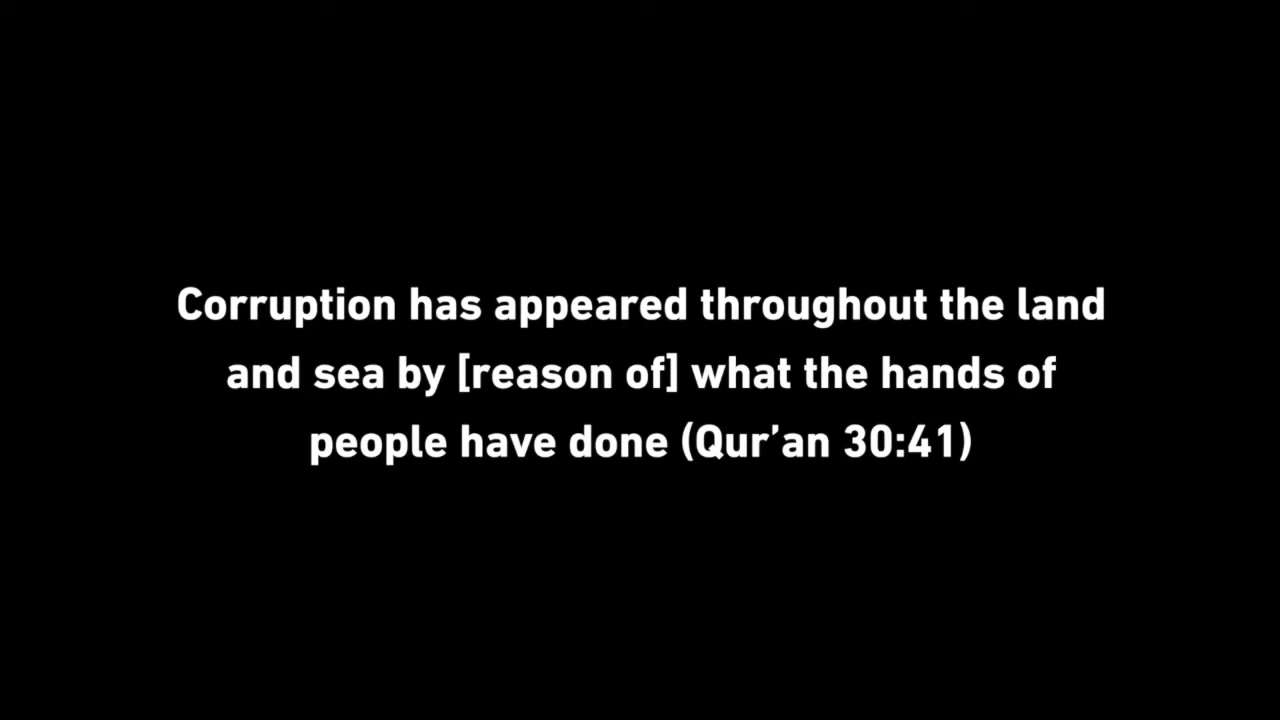 Corruption has appeared throughout the land
and sea by [reason of] what the hands of
people have done (Qur’an 30:41)